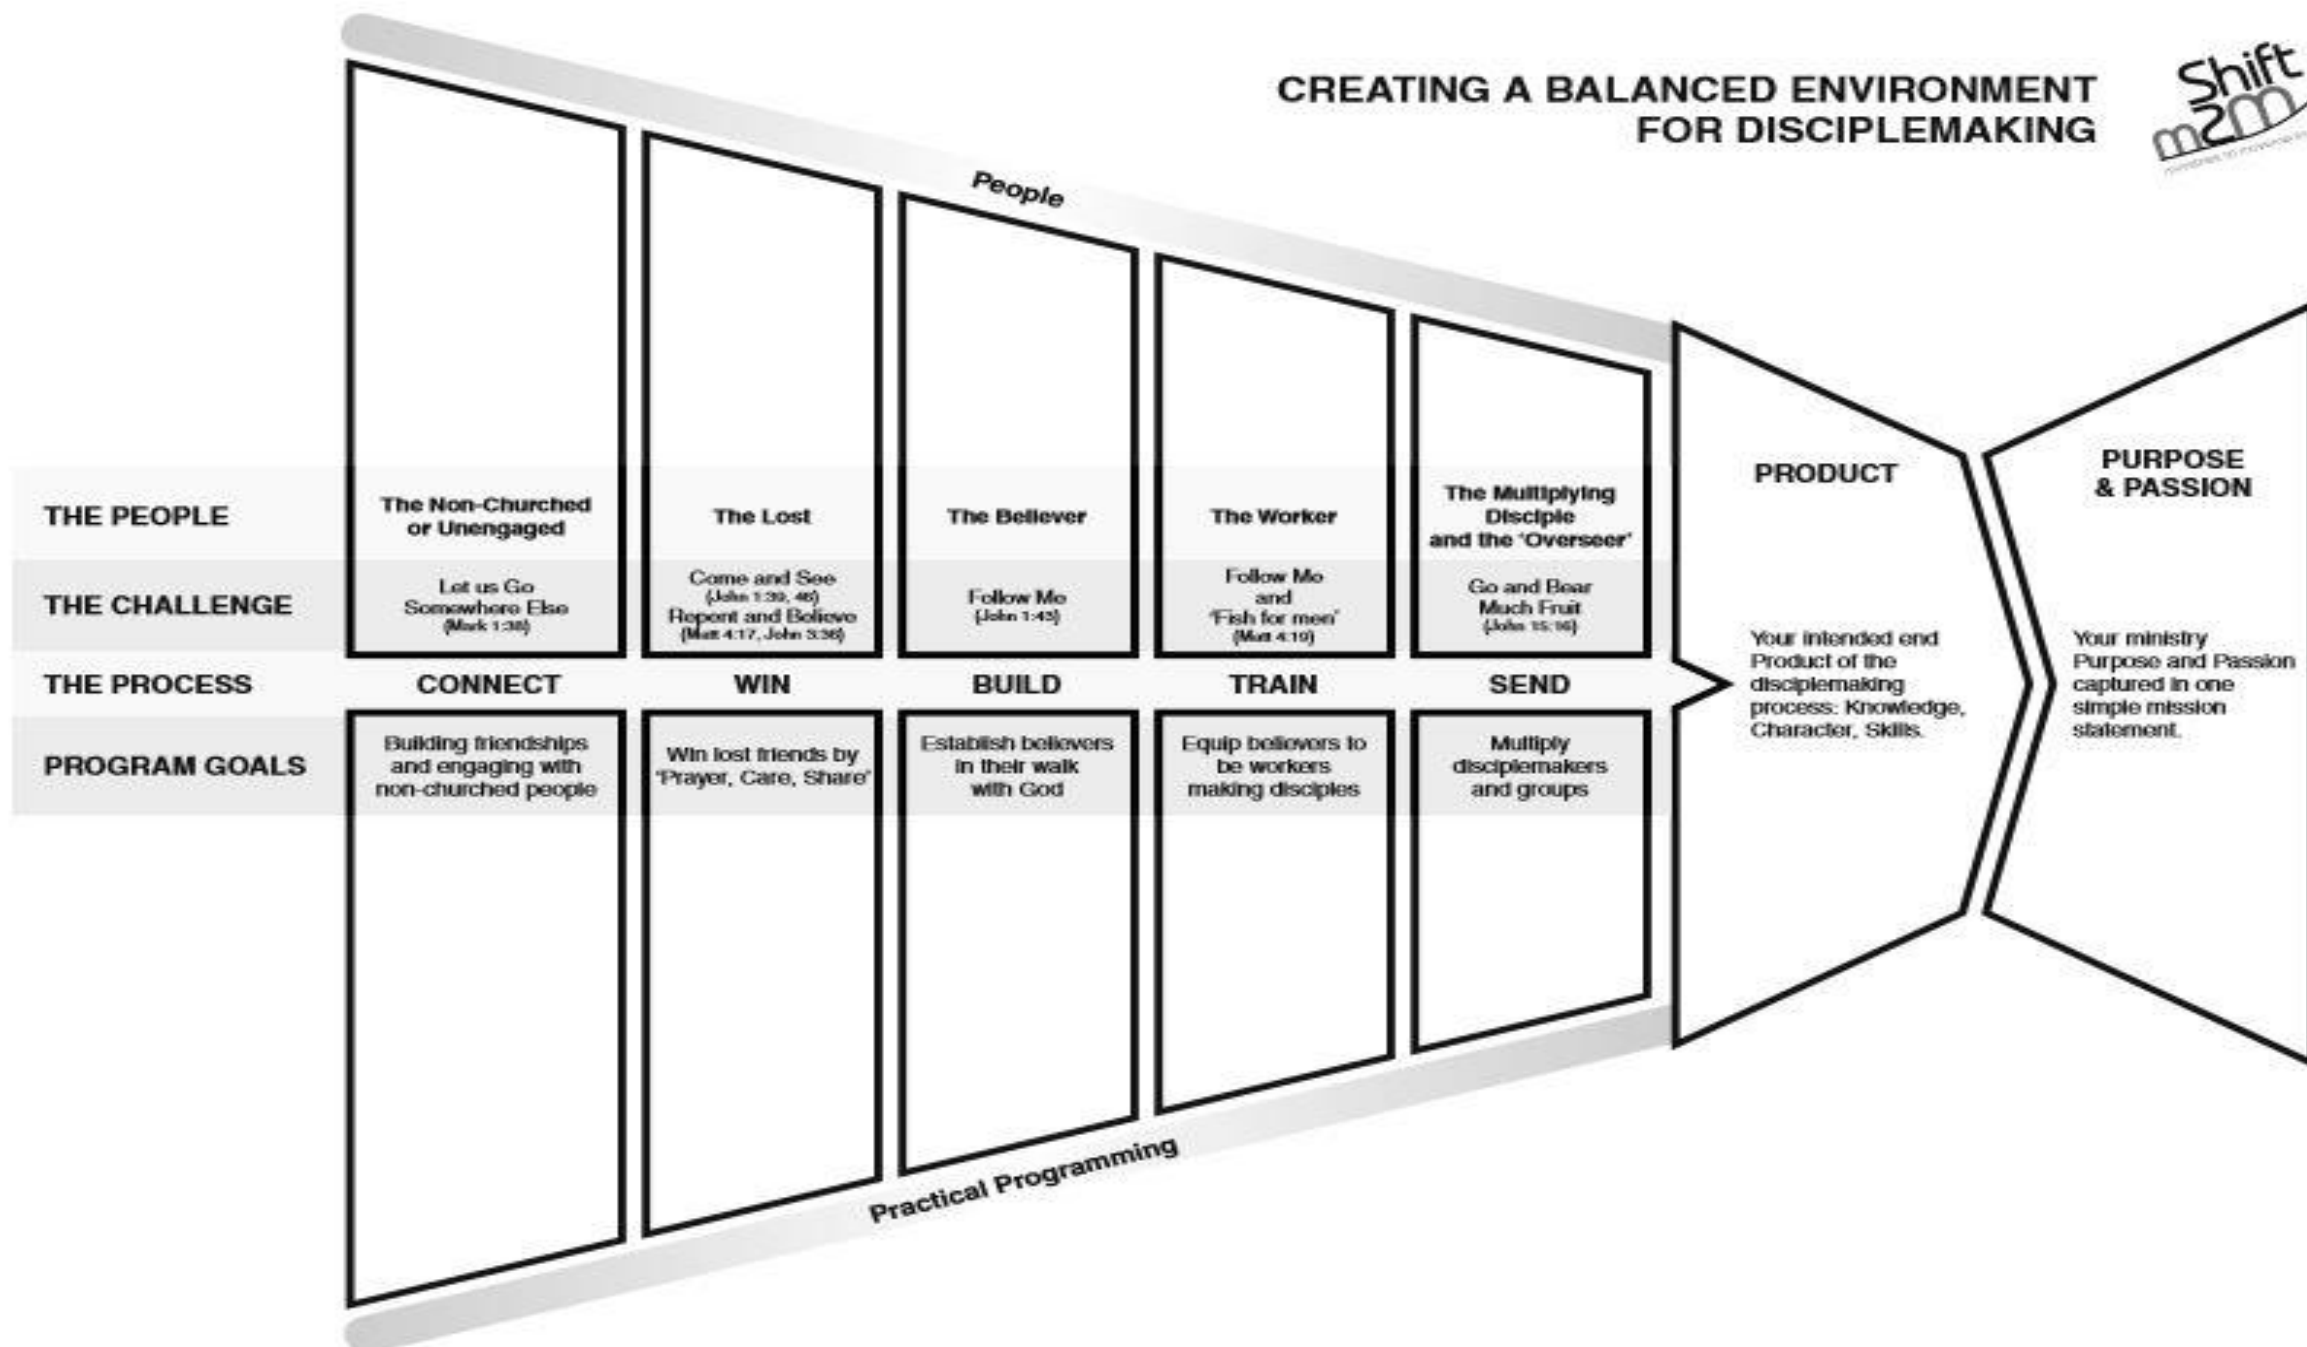 CREATING A BALANCED ENVIRONMENT
FOR DISCIPLEMAKING
Shift
m2m
People
THE PEOPLE
The Non-Churched
or Unengaged
The Lost
The Believer
The Worker
The Multiplying
Disciple
and the 'Overseer'
THE CHALLENGE
Let us Go
Somewhere Else
(Mark 1:38)
Come and See
(John 1:39, 46)
Repent and Believe
(Matt 4:17, John 3:36)
Follow Me
(John 1:43)
Follow Me
and
'Fish for men'
(Matt 4:19)
Go and Bear
Much Fruit
(John 15:16)
THE PROCESS
CONNECT
WIN
BUILD
TRAIN
SEND
PROGRAM GOALS
Building friendships
and engaging with
non-churched people
Win lost friends by
'Prayer, Care, Share'
Establish believers
in their walk
with God
Equip believers to
be workers
making disciples
Multiply
disciplemakers
and groups
PRODUCT
Your intended end
Product of the
disciplemaking
process: Knowledge,
Character, Skills.
PURPOSE
& PASSION
Your ministry
Purpose and Passion
captured in one
simple mission
statement.
Practical Programming